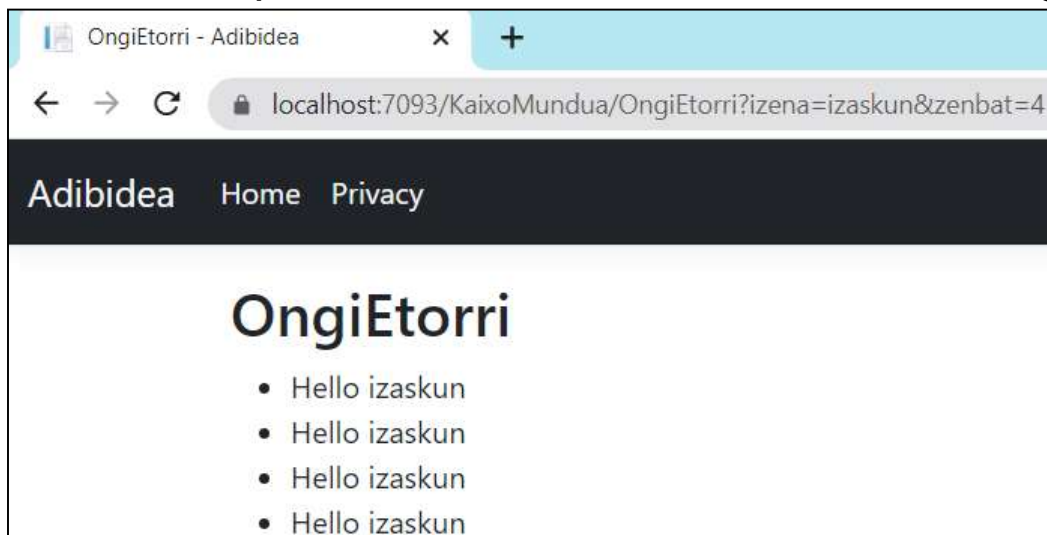 OngiEtorri - Adibidea
localhost:7093/KaixoMundua/OngiEtorri?izena=izaskun&zenbat=4
Adibidea Home Privacy
OngiEtorri
• Hello izaskun
• Hello izaskun
• Hello izaskun
• Hello izaskun